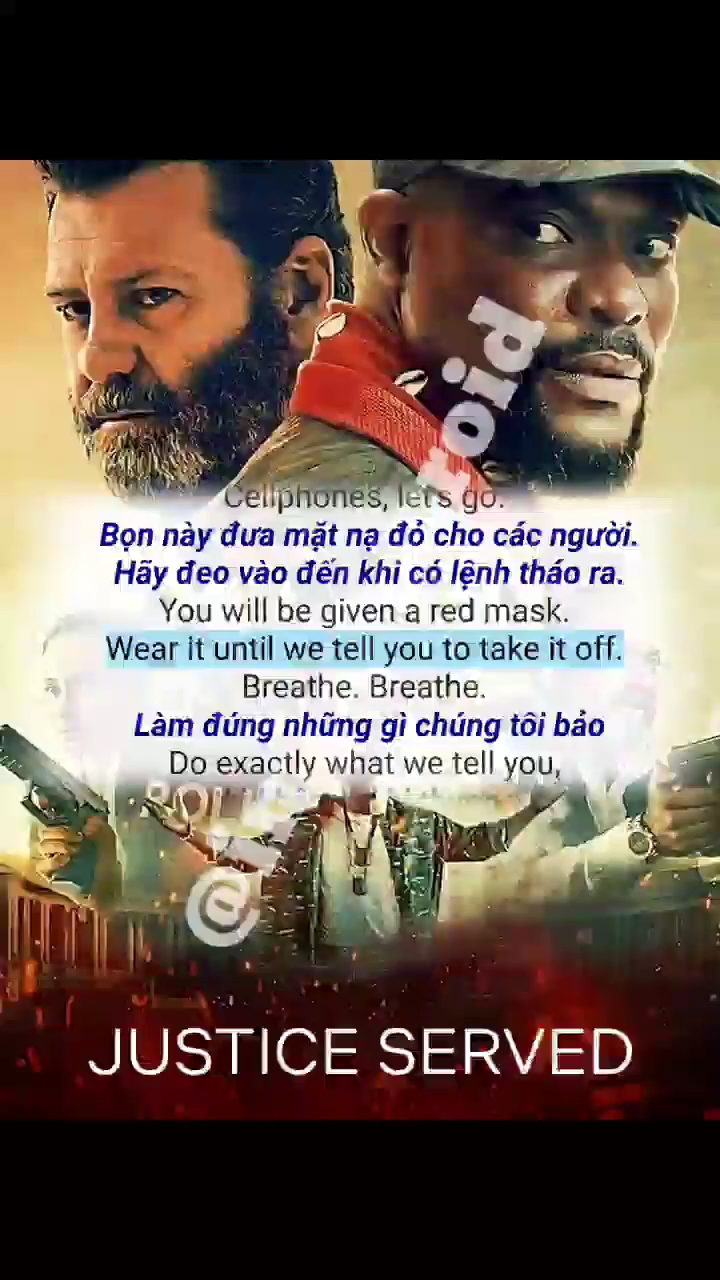 roid
Cellphones, let's go.
Bọn này đưa mặt nạ đỏ cho các người.
Hãy đeo vào đến khi có lệnh tháo ra.
You will be given a red mask.
Wear it until we tell you to take it off.
Breathe. Breathe.
Làm đúng những gì chúng tôi bảo
Do exactly what we tell you,
JUSTICE SERVED